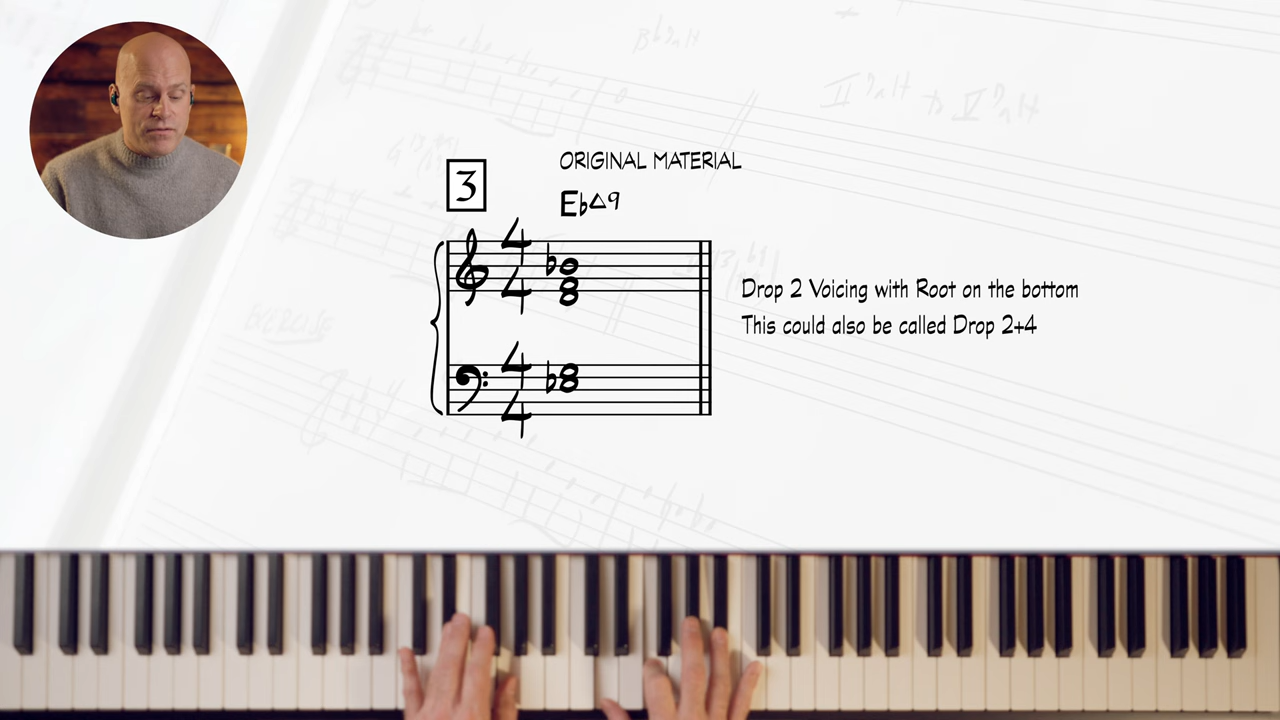 3
ORIGINAL MATERIAL
E♭△9
Drop 2 Voicing with Root on the bottom
This could also be called Drop 2+4